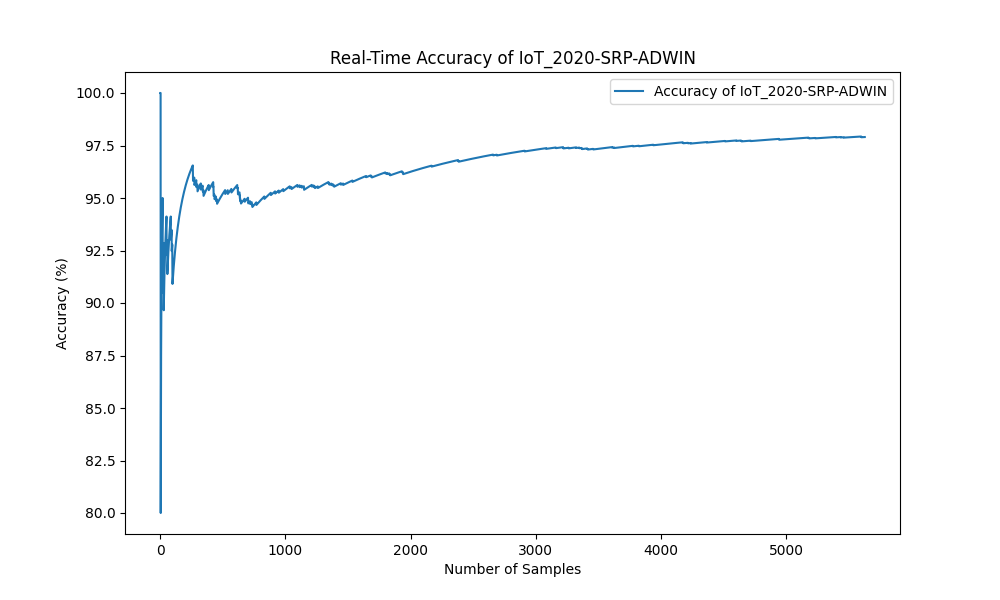 Real-Time Accuracy of IoT_2020-SRP-ADWIN
Accuracy of IoT_2020-SRP-ADWIN
100.0
97.5
95.0
92.5
90.0
87.5
85.0
82.5
80.0
Accuracy (%)
0 1000 2000 3000 4000 5000
Number of Samples